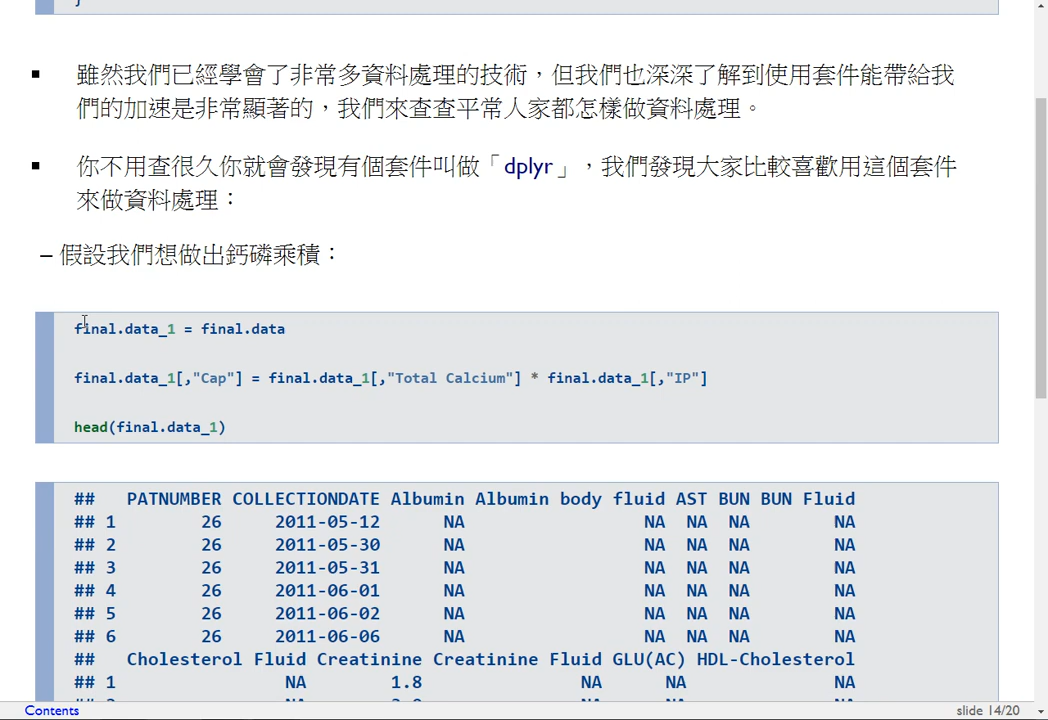 }
▪ 雖然我們已經學會了非常多資料處理的技術，但我們也深深了解到使用套件能帶給我
們的加速是非常顯著的，我們來查查平常人家都怎樣做資料處理。
▪ 你不用查很久你就會發現有個套件叫做「dplyr」，我們發現大家比較喜歡用這個套件
來做資料處理：
– 假設我們想做出鈣磷乘積：
final.data_1 = final.data
final.data_1[,"Cap"] = final.data_1[,"Total Calcium"] * final.data_1[,"IP"]
head(final.data_1)
## PATNUMBER COLLECTIONDATE Albumin Albumin body fluid AST BUN BUN Fluid
## 1 26 2011-05-12 NA NA NA NA NA
## 2 26 2011-05-30 NA NA NA NA NA
## 3 26 2011-05-31 NA NA NA NA NA
## 4 26 2011-06-01 NA NA NA NA NA
## 5 26 2011-06-02 NA NA NA NA NA
## 6 26 2011-06-06 NA NA NA NA NA
## Cholesterol Fluid Creatinine Creatinine Fluid GLU(AC) HDL-Cholesterol
## 1 NA 1.8 NA NA NA
Contents slide 14/20